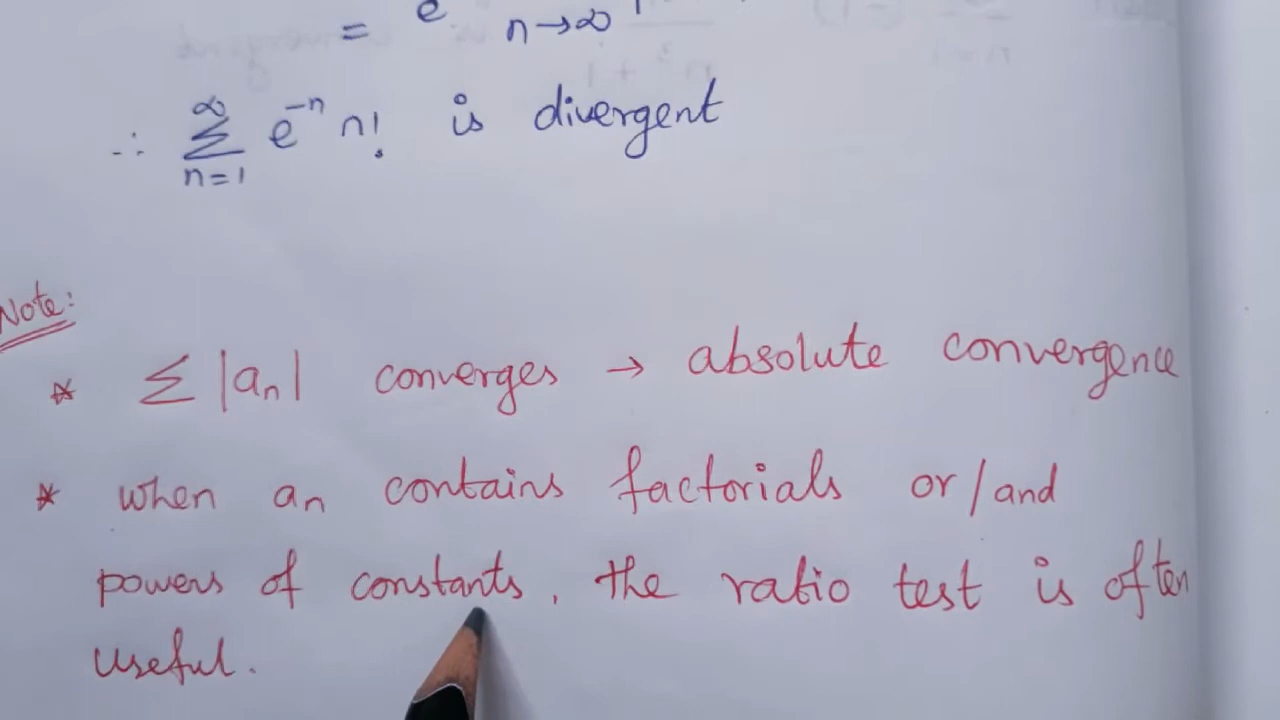 = e n→∞
∴ ∞ Σ n=1 e⁻ⁿ n! is divergent
Note:
* Σ |aₙ| converges → absolute convergence
* when aₙ contains factorials or/and
powers of constants, the ratio test is often
useful.